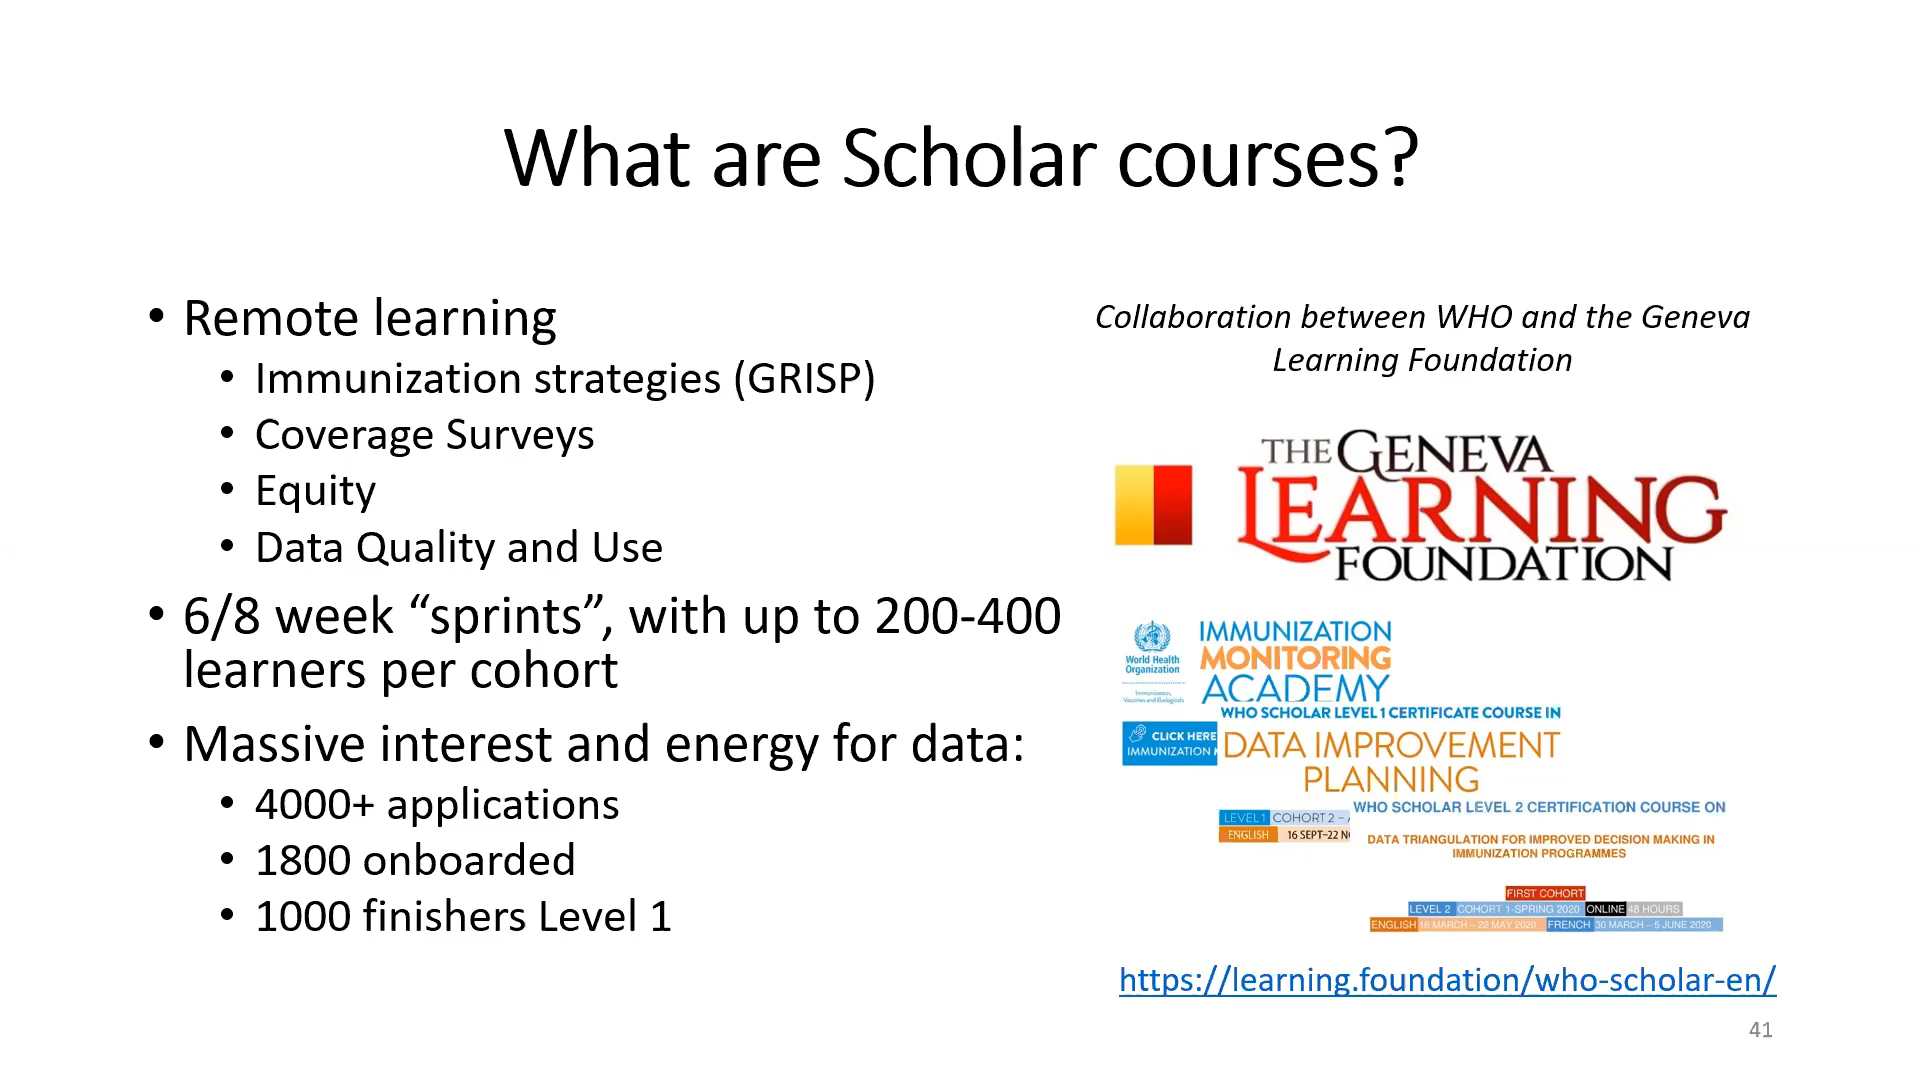 What are Scholar courses?
• Remote learning
• Immunization strategies (GRISP)
• Coverage Surveys
• Equity
• Data Quality and Use
• 6/8 week “sprints”, with up to 200-400
learners per cohort
• Massive interest and energy for data:
• 4000+ applications
• 1800 onboarded
• 1000 finishers Level 1
Collaboration between WHO and the Geneva
Learning Foundation
THE GENEVA
LEARNING
FOUNDATION
World Health
Organization
Immunization,
Vaccines and Biologicals
IMMUNIZATION
MONITORING
ACADEMY
CLICK HERE
IMMUNIZATION
WHO SCHOLAR LEVEL 1 CERTIFICATE COURSE IN
DATA IMPROVEMENT
PLANNING
LEVEL 1 COHORT 2 –
ENGLISH 16 SEPT–22
WHO SCHOLAR LEVEL 2 CERTIFICATION COURSE ON
DATA TRIANGULATION FOR IMPROVED DECISION MAKING IN
IMMUNIZATION PROGRAMMES
FIRST COHORT
LEVEL 2 COHORT 1-SPRING 2020 ONLINE 48 HOURS
ENGLISH 16 MARCH – 22 MAY 2020 FRENCH 30 MARCH – 5 JUNE 2020
https://learning.foundation/who-scholar-en/
41